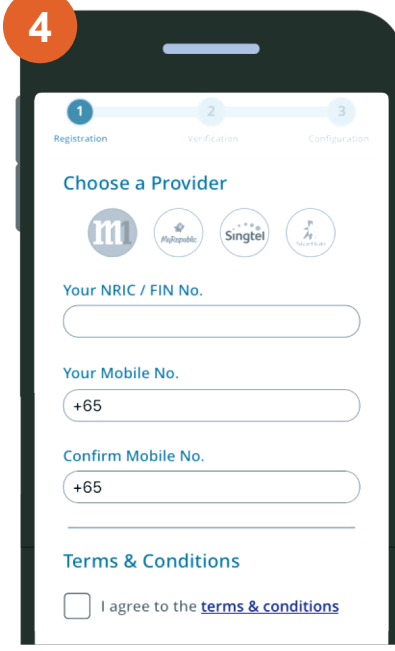 4
1 2 3
Registration Verification Configuration
Choose a Provider
m1 MyRepublic Singtel StarHub
Your NRIC / FIN No.
Your Mobile No.
+65
Confirm Mobile No.
+65
Terms & Conditions
I agree to the terms & conditions